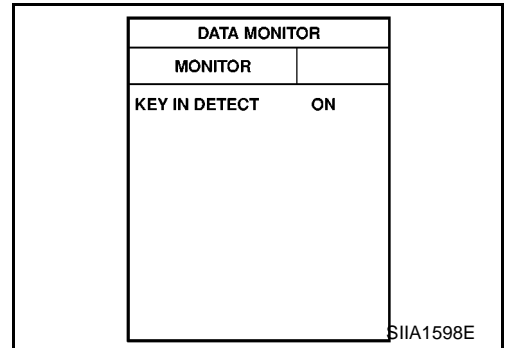 DATA MONITOR
MONITOR
KEY IN DETECT ON
SIIA1598E